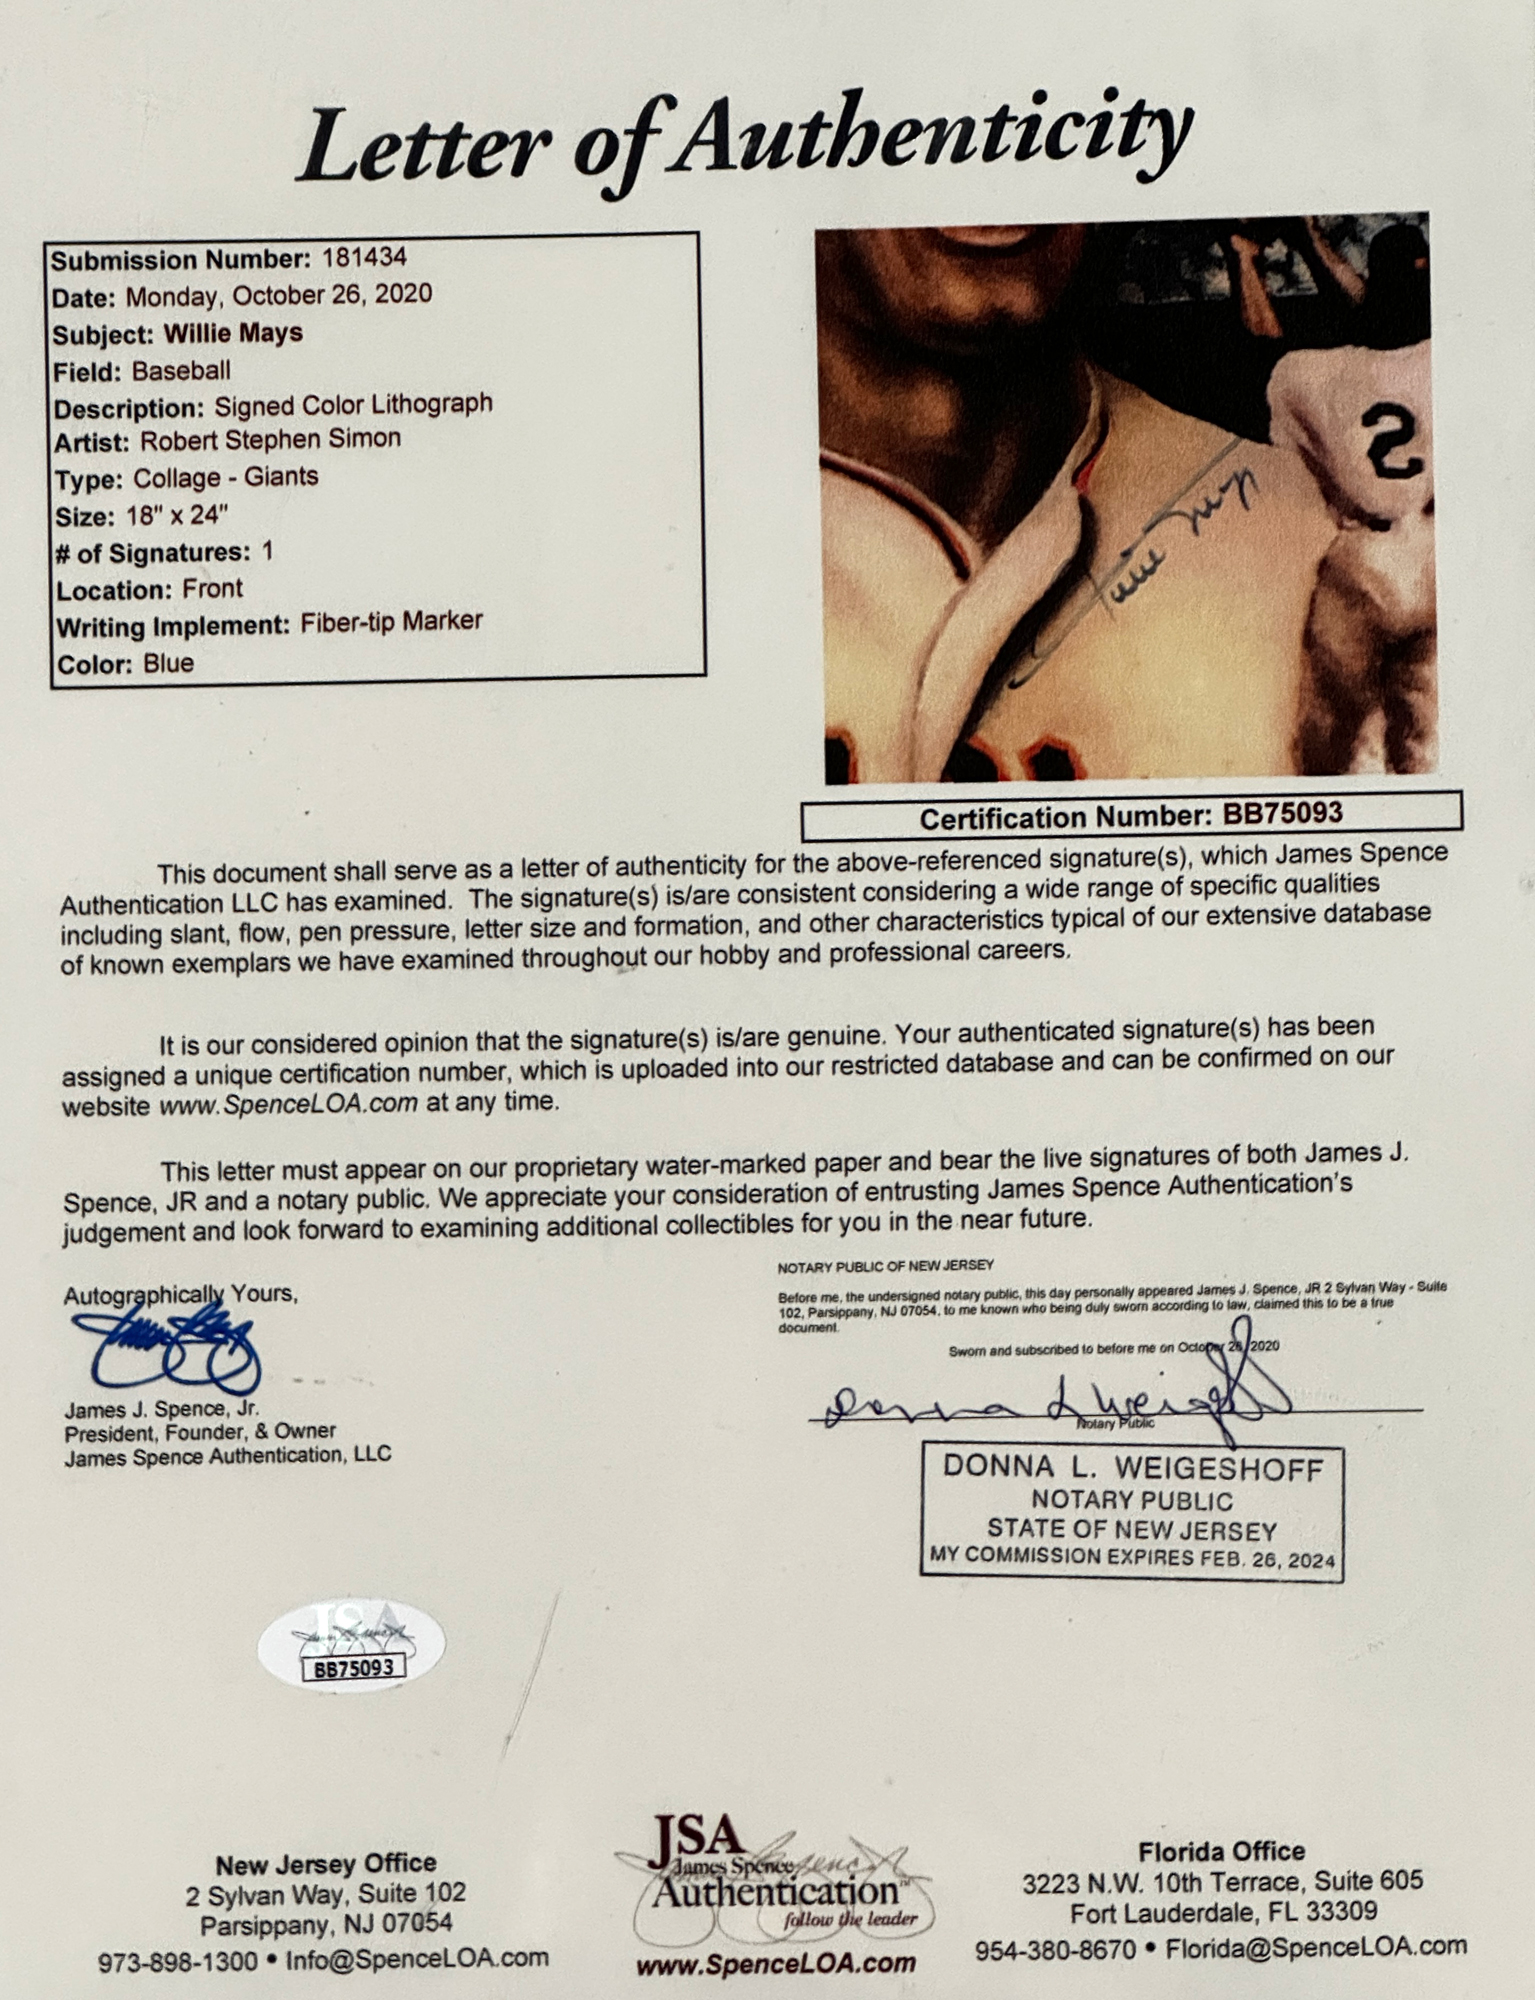 Letter of Authenticity
Submission Number: 181434
Date: Monday, October 26, 2020
Subject: Willie Mays
Field: Baseball
Description: Signed Color Lithograph
Artist: Robert Stephen Simon
Type: Collage - Giants
Size: 18" x 24"
# of Signatures: 1
Location: Front
Writing Implement: Fiber-tip Marker
Color: Blue
Willie Mays
S
Certification Number: BB75093
This document shall serve as a letter of authenticity for the above-referenced signature(s), which James Spence
Authentication LLC has examined. The signature(s) is/are consistent considering a wide range of specific qualities
including slant, flow, pen pressure, letter size and formation, and other characteristics typical of our extensive database
of known exemplars we have examined throughout our hobby and professional careers.
It is our considered opinion that the signature(s) is/are genuine. Your authenticated signature(s) has been
assigned a unique certification number, which is uploaded into our restricted database and can be confirmed on our
website www.SpenceLOA.com at any time.
This letter must appear on our proprietary water-marked paper and bear the live signatures of both James J.
Spence, JR and a notary public. We appreciate your consideration of entrusting James Spence Authentication's
judgement and look forward to examining additional collectibles for you in the near future.
Autographically Yours,
James J. Spence, Jr.
President, Founder, & Owner
James Spence Authentication, LLC
NOTARY PUBLIC OF NEW JERSEY
Before me, the undersigned notary public, this day personally appeared James J. Spence, JR 2 Sylvan Way - Suite
102, Parsippany, NJ 07054, to me known who being duly sworn according to law, claimed this to be a true
document.
Sworn and subscribed to before me on October 26, 2020
Donna L Weigeshoff
Notary Public
DONNA L. WEIGESHOFF
NOTARY PUBLIC
STATE OF NEW JERSEY
MY COMMISSION EXPIRES FEB. 26, 2024
JSA
BB75093
New Jersey Office
2 Sylvan Way, Suite 102
Parsippany, NJ 07054
973-898-1300 • Info@SpenceLOA.com
JSA
James Spence
Authentication™
follow the leader
www.SpenceLOA.com
Florida Office
3223 N.W. 10th Terrace, Suite 605
Fort Lauderdale, FL 33309
954-380-8670 • Florida@SpenceLOA.com